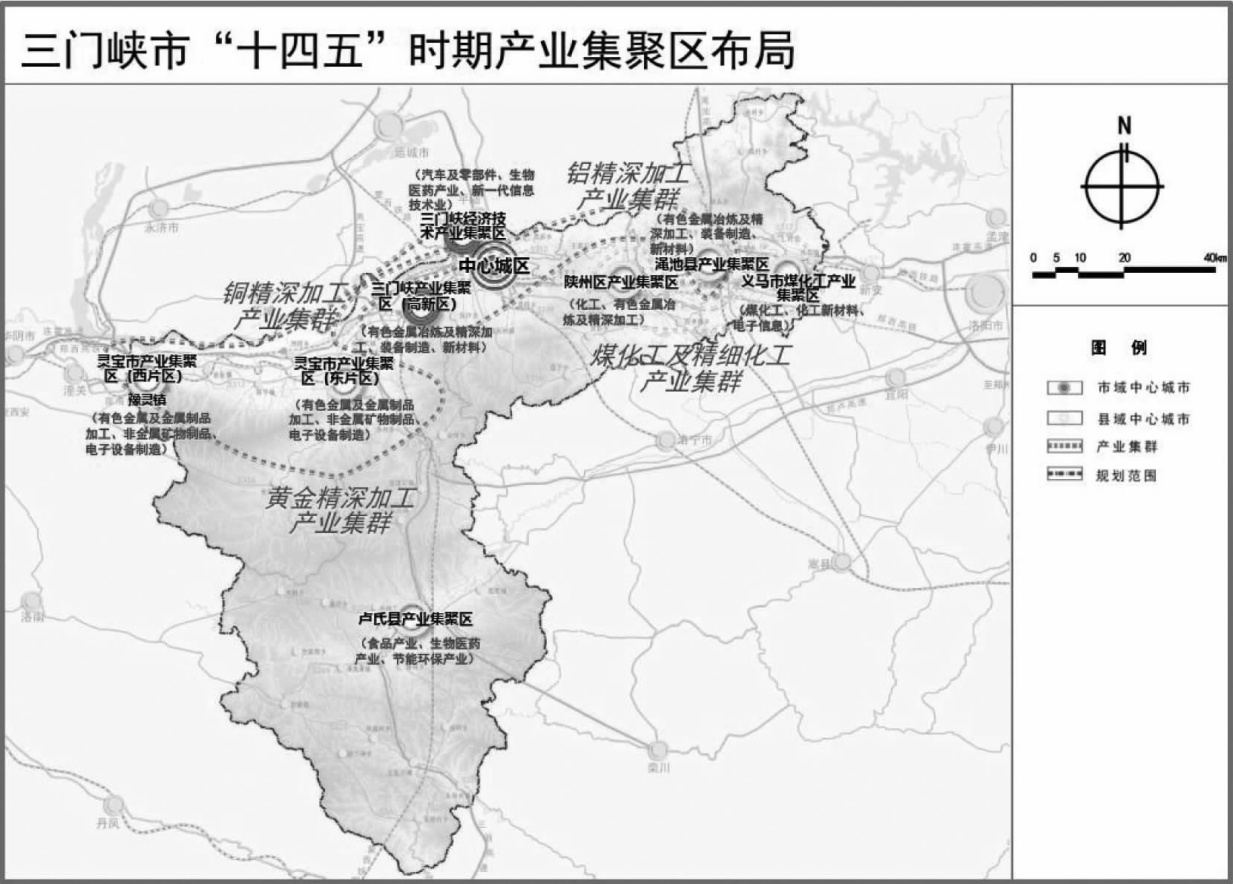 三门峡市“十四五”时期产业集聚区布局
运城市
永济市
（汽车及零部件、生物
医药产业、新一代信息
技术业）
三门峡经济技
术产业集聚区
中心城区
铝精深加工
产业集群
（有色金属冶炼及精
深加工、装备制造、
新材料）
渑池县产业集聚区
陕州区产业集聚区
（化工、有色金属冶
炼及精深加工）
义马市煤化工产业
集聚区
（煤化工、化工新材料、
电子信息）
孟津
新安
洛阳市
铜精深加工
产业集群
三门峡产业集聚
区（高新区）
（有色金属冶炼及精深加
工、装备制造、新材料）
煤化工及精细化工
产业集群
华阴市
潼关
灵宝市产业集聚
区（西片区）
豫灵镇
（有色金属及金属制品
加工、非金属矿物制品、
电子设备制造）
灵宝市产业集聚
区（东片区）
（有色金属及金属制品
加工、非金属矿物制品、
电子设备制造）
宜阳
至郑州
至西安
洛宁市
伊川
黄金精深加工
产业集群
嵩县
洛南
卢氏县产业集聚区
（食品产业、生物医药
产业、节能环保产业）
栾川
丹凤
N
0 5 10 20 40km
图 例
市域中心城市
县域中心城市
产业集群
规划范围